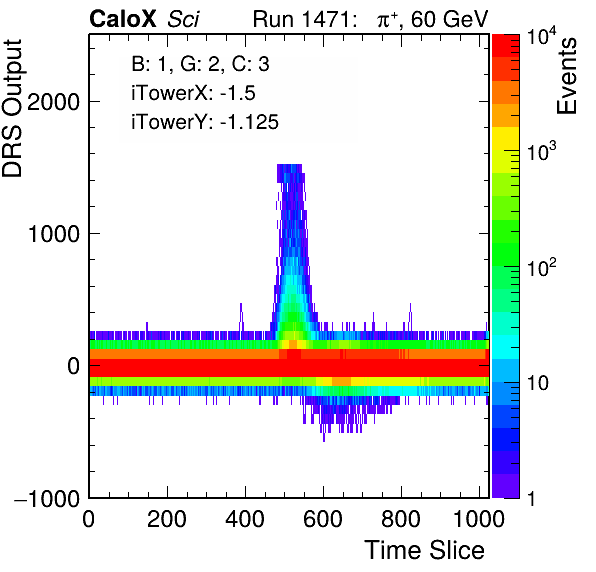 CaloX Sci Run 1471: π⁺, 60 GeV
B: 1, G: 2, C: 3
iTowerX: -1.5
iTowerY: -1.125
DRS Output
2000
1000
0
−1000
0 200 400 600 800 1000
Time Slice
Events
10⁴
10³
10²
10
1